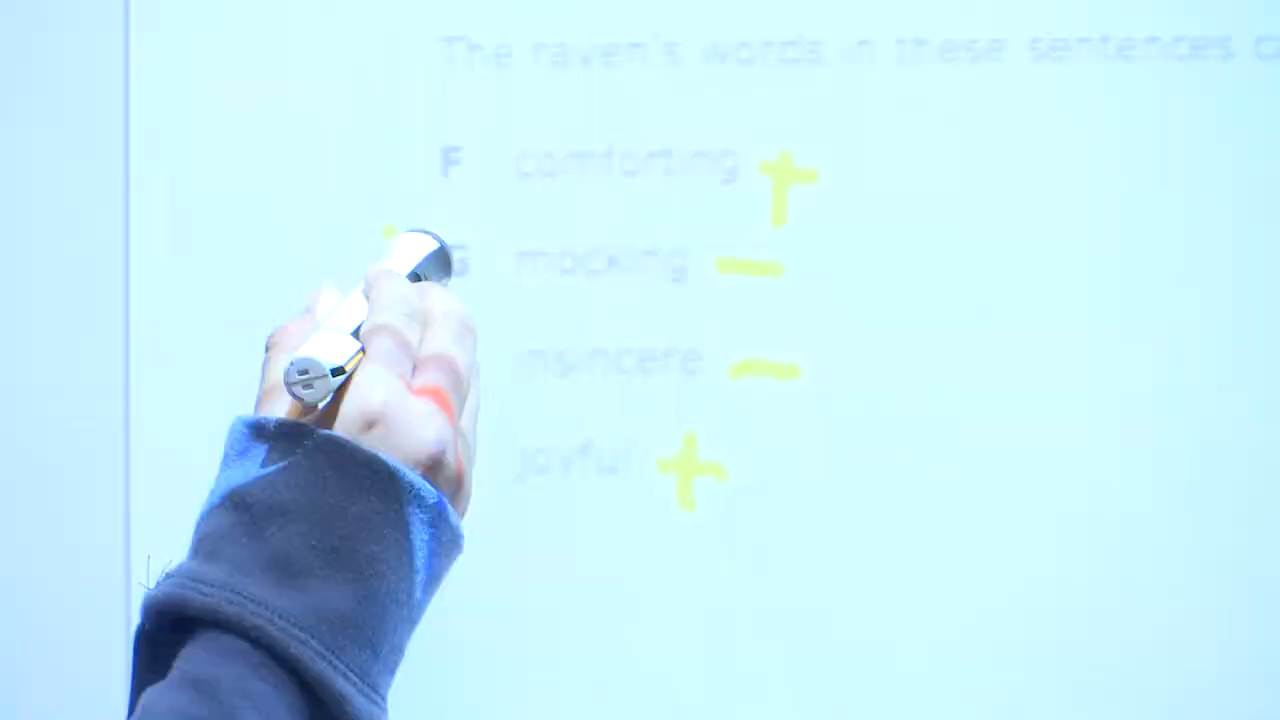 The raven's words in these sentences
F comforting +
G mocking −
insincere −
joyful +